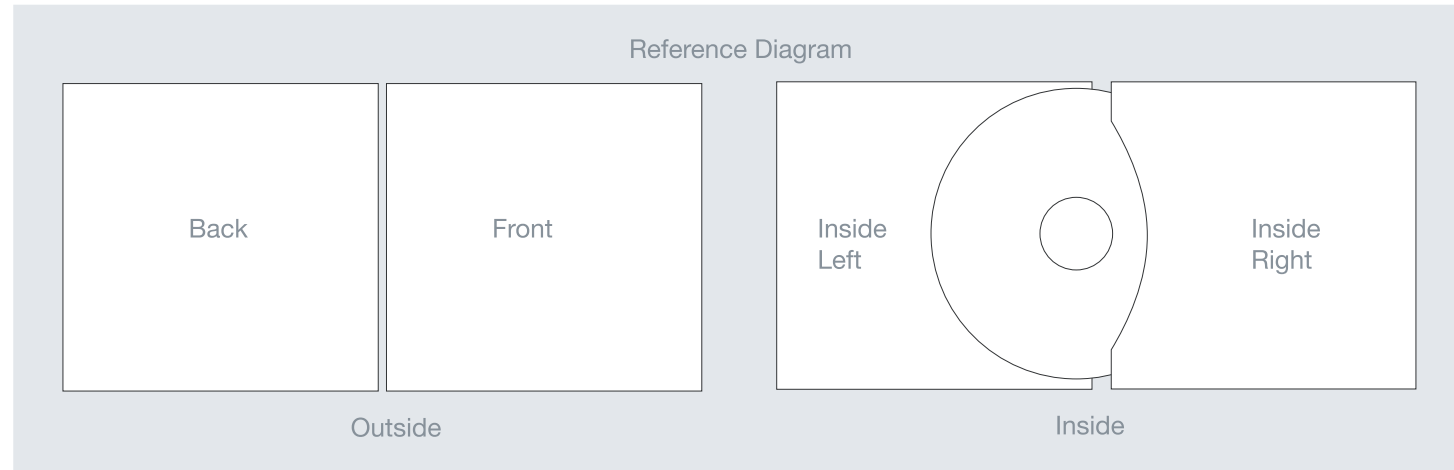 Reference Diagram
Back
Front
Inside
Left
Inside
Right
Outside
Inside